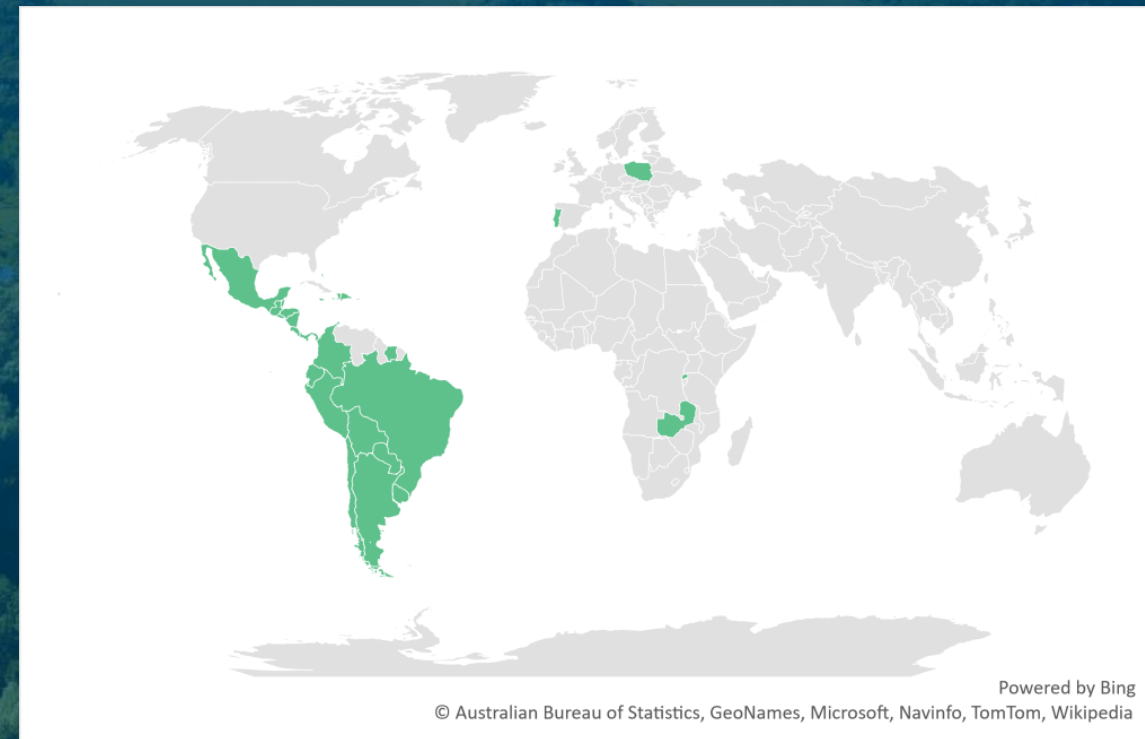 Powered by Bing
© Australian Bureau of Statistics, GeoNames, Microsoft, Navinfo, TomTom, Wikipedia